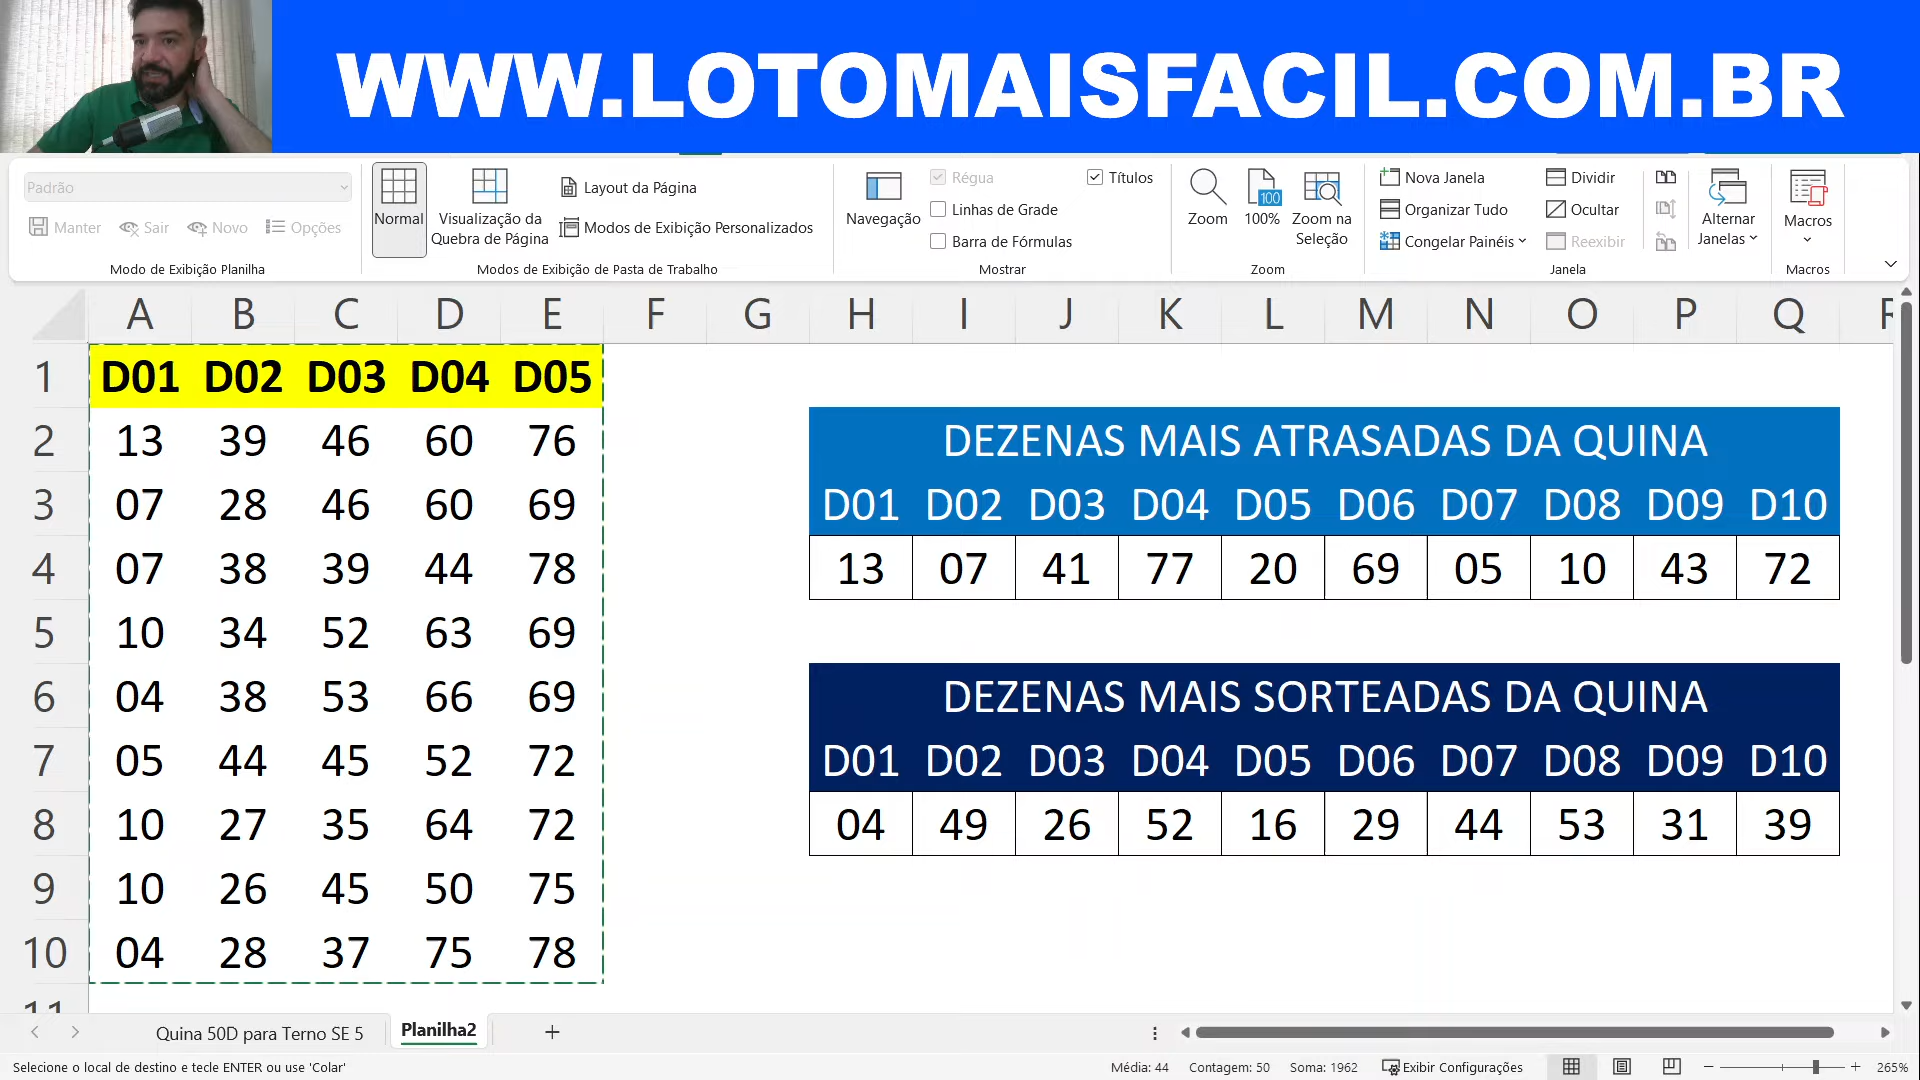 WWW.LOTOMAISFACIL.COM.BR
Padrão
Manter Sair Novo Opções
Modo de Exibição Planilha
Normal
Visualização da
Quebra de Página
Layout da Página
Modos de Exibição Personalizados
Modos de Exibição de Pasta de Trabalho
Navegação
Régua
Títulos
Linhas de Grade
Barra de Fórmulas
Mostrar
Zoom
100
100%
Zoom na
Seleção
Zoom
Nova Janela
Organizar Tudo
Congelar Painéis
Dividir
Ocultar
Reexibir
Janela
Alternar
Janelas
Macros
Macros
A B C D E F G H I J K L M N O P Q R
1 D01 D02 D03 D04 D05
2 13 39 46 60 76 DEZENAS MAIS ATRASADAS DA QUINA
3 07 28 46 60 69 D01 D02 D03 D04 D05 D06 D07 D08 D09 D10
4 07 38 39 44 78 13 07 41 77 20 69 05 10 43 72
5 10 34 52 63 69
6 04 38 53 66 69 DEZENAS MAIS SORTEADAS DA QUINA
7 05 44 45 52 72 D01 D02 D03 D04 D05 D06 D07 D08 D09 D10
8 10 27 35 64 72 04 49 26 52 16 29 44 53 31 39
9 10 26 45 50 75
10 04 28 37 75 78
11
Quina 50D para Terno SE 5 Planilha2
Selecione o local de destino e tecle ENTER ou use 'Colar' Média: 44 Contagem: 50 Soma: 1962 Exibir Configurações 265%